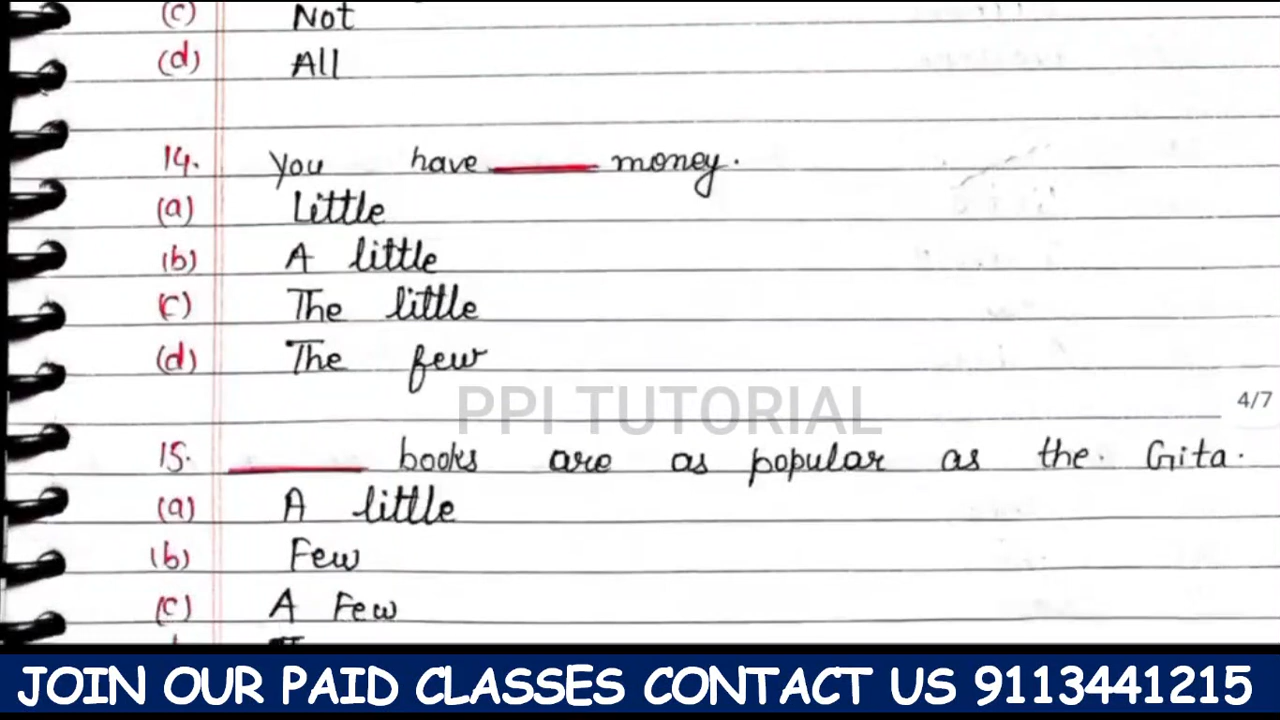 (c) Not
(d) All
14. You have ____ money.
(a) Little
(b) A little
(c) The little
(d) The few
PPI TUTORIAL
4/7
15. ____ books are as popular as the Gita.
(a) A little
(b) Few
(c) A Few
JOIN OUR PAID CLASSES CONTACT US 9113441215